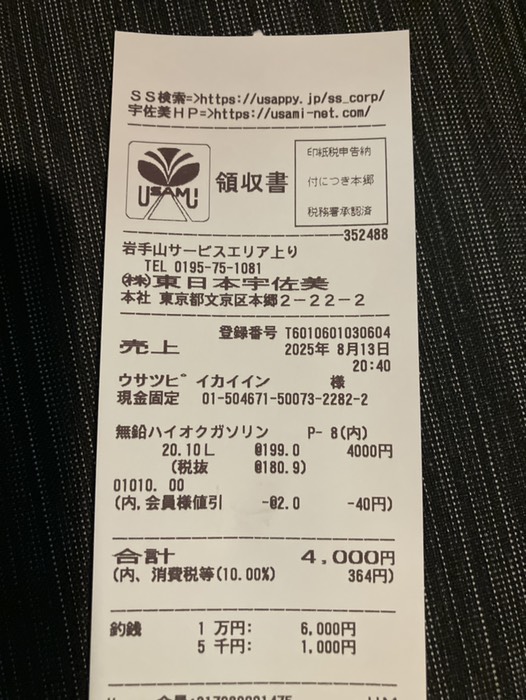 SS検索=>https://usappy.jp/ss_corp/
宇佐美HP=>https://usami-net.com/
USAMI
領収書
印紙税申告納
付につき本郷
税務署承認済
352488
岩手山サービスエリア上り
TEL 0195-75-1081
(株)東日本宇佐美
本社 東京都文京区本郷2-22-2
登録番号 T6010601030604
売上 2025年 8月13日
20:40
ウサツピ゜イカイイン 様
現金固定 01-504671-50073-2282-2
無鉛ハイオクガソリン P- 8(内)
20.10L @199.0 4000円
(税抜 @180.9)
01010. 00
(内,会員様値引 -@2.0 -40円)
合計 4,000円
(内、消費税等(10.00%) 364円)
釣銭 1万円: 6,000円
5千円: 1,000円